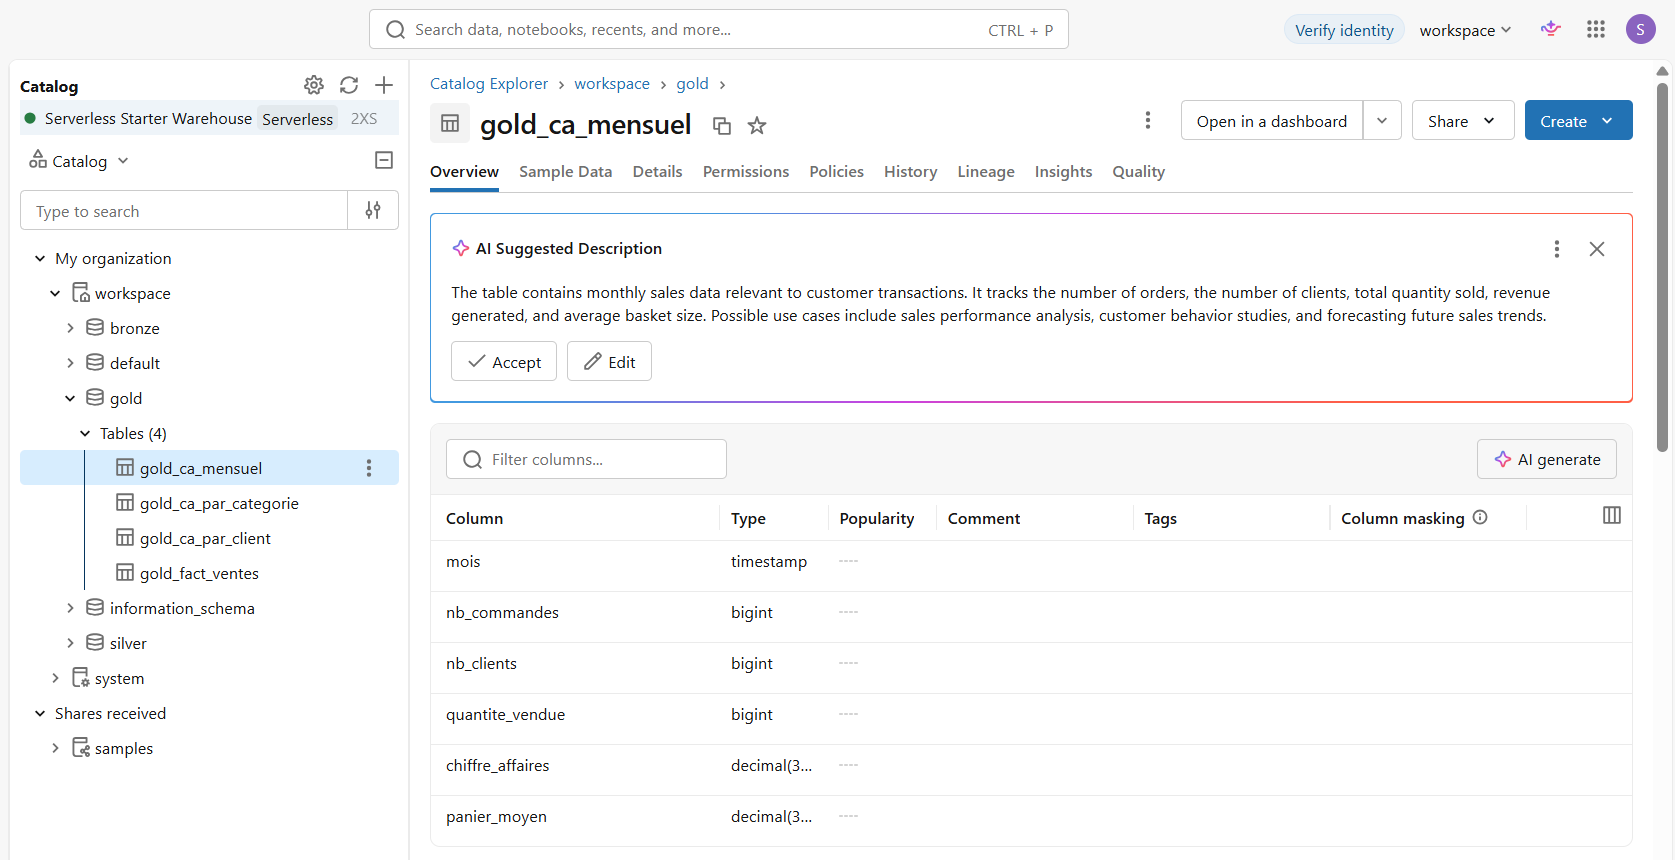 Search data, notebooks, recents, and more... CTRL + P
Verify identity
workspace
S
Catalog
Serverless Starter Warehouse Serverless 2XS
Catalog
Type to search
My organization
workspace
bronze
default
gold
Tables (4)
gold_ca_mensuel
gold_ca_par_categorie
gold_ca_par_client
gold_fact_ventes
information_schema
silver
system
Shares received
samples
Catalog Explorer > workspace > gold >
gold_ca_mensuel
Open in a dashboard
Share
Create
Overview Sample Data Details Permissions Policies History Lineage Insights Quality
AI Suggested Description
The table contains monthly sales data relevant to customer transactions. It tracks the number of orders, the number of clients, total quantity sold, revenue
generated, and average basket size. Possible use cases include sales performance analysis, customer behavior studies, and forecasting future sales trends.
Accept
Edit
Filter columns...
AI generate
Column Type Popularity Comment Tags Column masking
mois timestamp ----
nb_commandes bigint ----
nb_clients bigint ----
quantite_vendue bigint ----
chiffre_affaires decimal(3... ----
panier_moyen decimal(3... ----